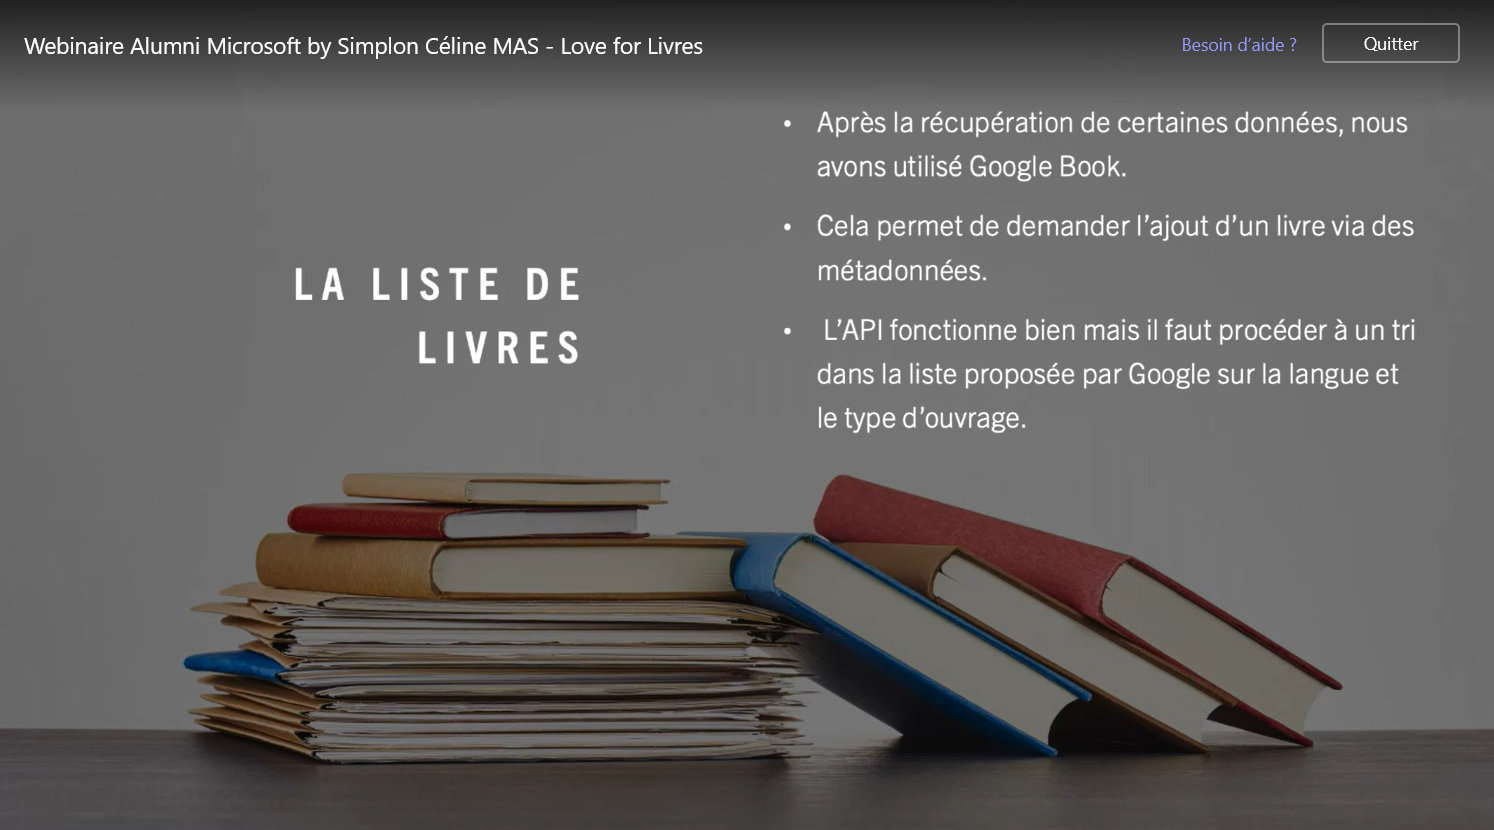 Webinaire Alumni Microsoft by Simplon Céline MAS - Love for Livres
Besoin d’aide ?
Quitter
LA LISTE DE
LIVRES
• Après la récupération de certaines données, nous
avons utilisé Google Book.
• Cela permet de demander l’ajout d’un livre via des
métadonnées.
• L’API fonctionne bien mais il faut procéder à un tri
dans la liste proposée par Google sur la langue et
le type d’ouvrage.